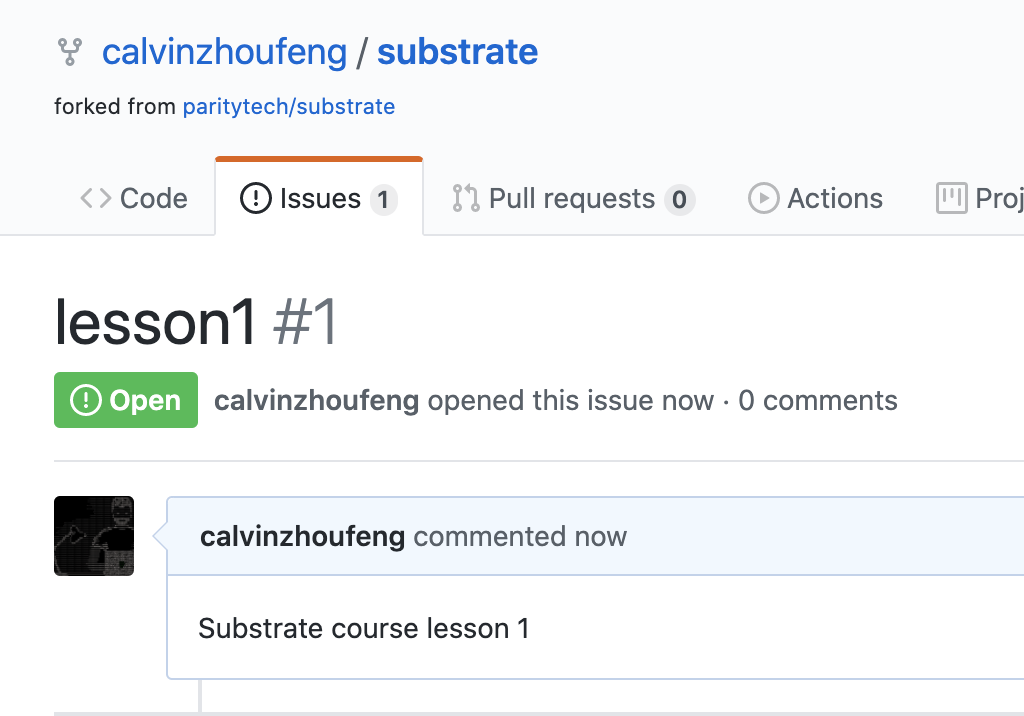 calvinzhoufeng / substrate
forked from paritytech/substrate
Code Issues 1 Pull requests 0 Actions Proj
lesson1 #1
Open calvinzhoufeng opened this issue now · 0 comments
calvinzhoufeng commented now
Substrate course lesson 1